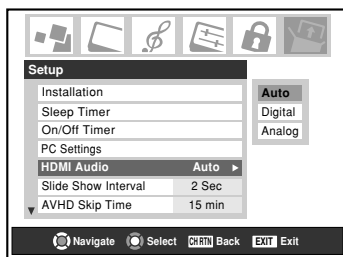 Setup
Installation
Sleep Timer
On/Off Timer
PC Settings
HDMI Audio Auto
Slide Show Interval 2 Sec
AVHD Skip Time 15 min
Auto
Digital
Analog
Navigate Select CH RTN Back EXIT Exit